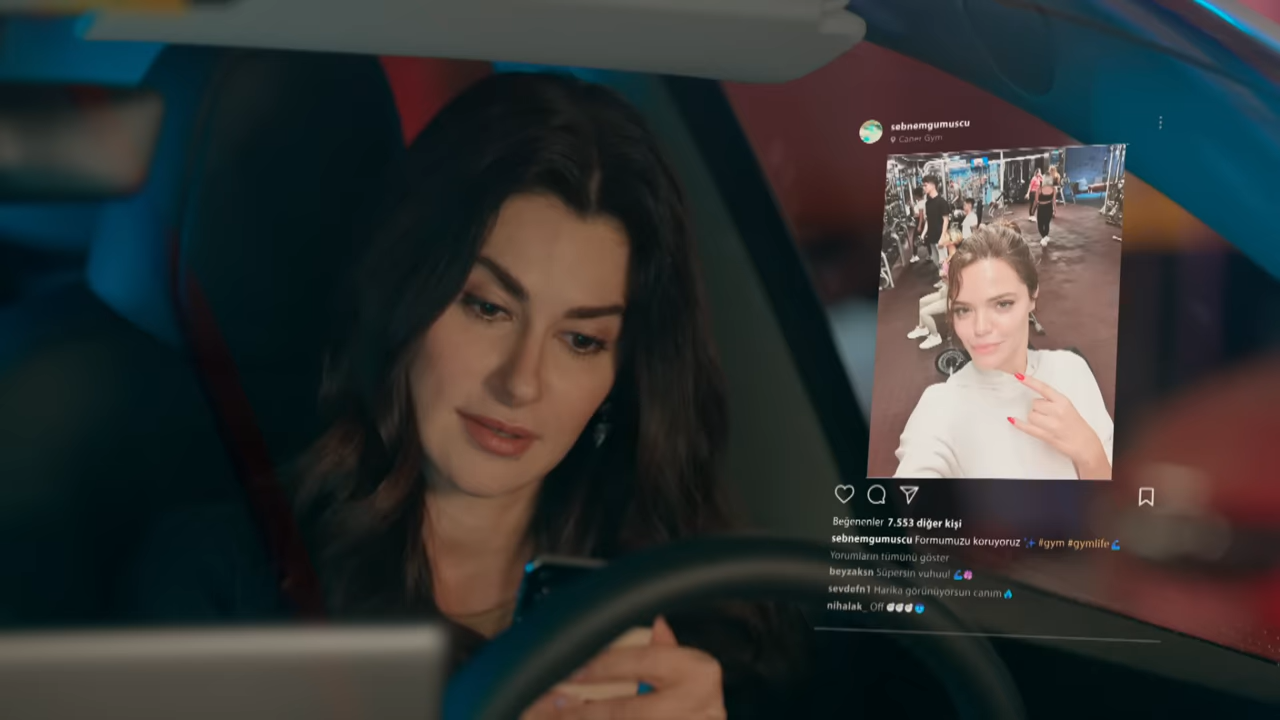 sebnemgumuscu
Caner Gym
Beğenenler 7.553 diğer kişi
sebnemgumuscu Formumuzu koruyoruz ✨ #gym #gymlife💪
Yorumların tümünü göster
beyzaksn Süpersin vuhuu! 💪
sevdefn1 Harika görünüyorsun canım🔥
nihalak_ Off